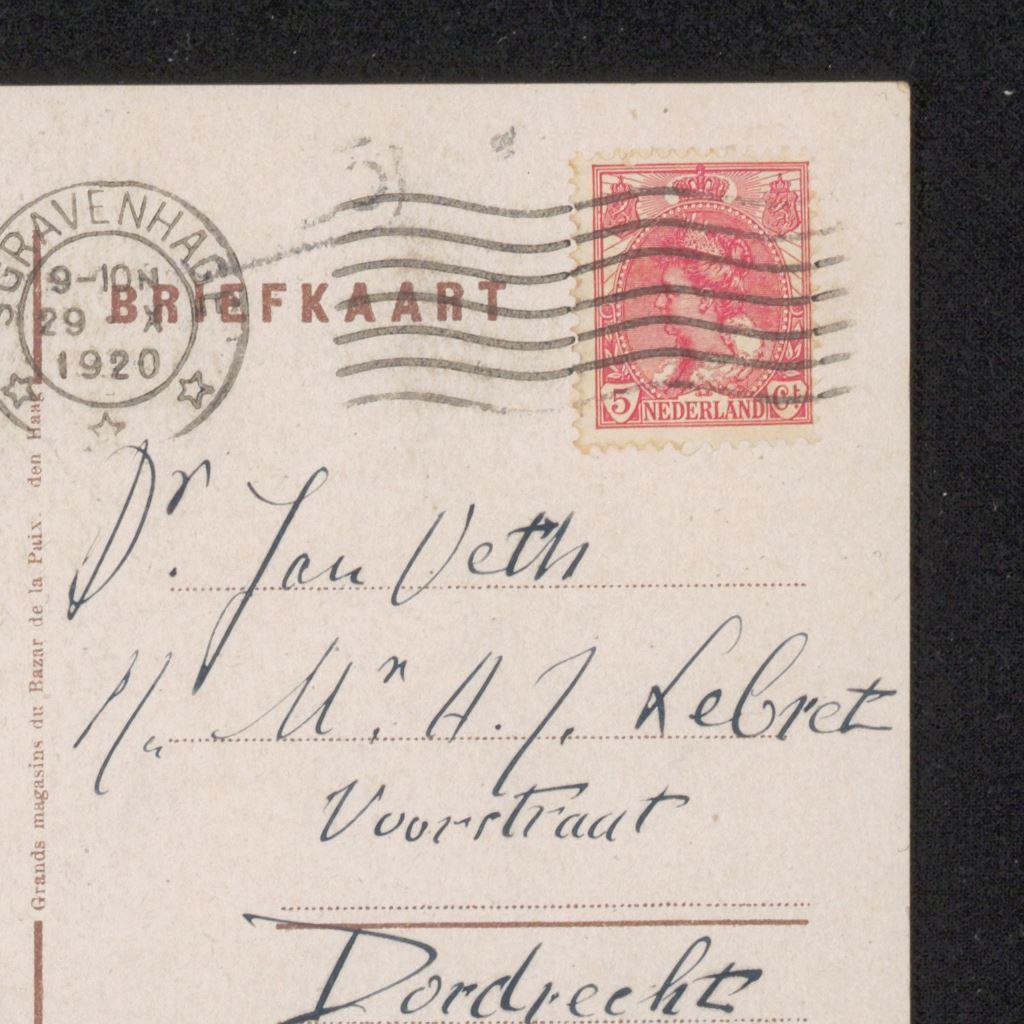 'SGRAVENHAGE
9-10N
29 X
1920
BRIEFKAART
5 NEDERLAND Ct
Grands magasins du Bazar de la Paix. den Haag
Dr. Jan Veth
Mr. A. J. LeBret
Voorstraat
Dordrecht